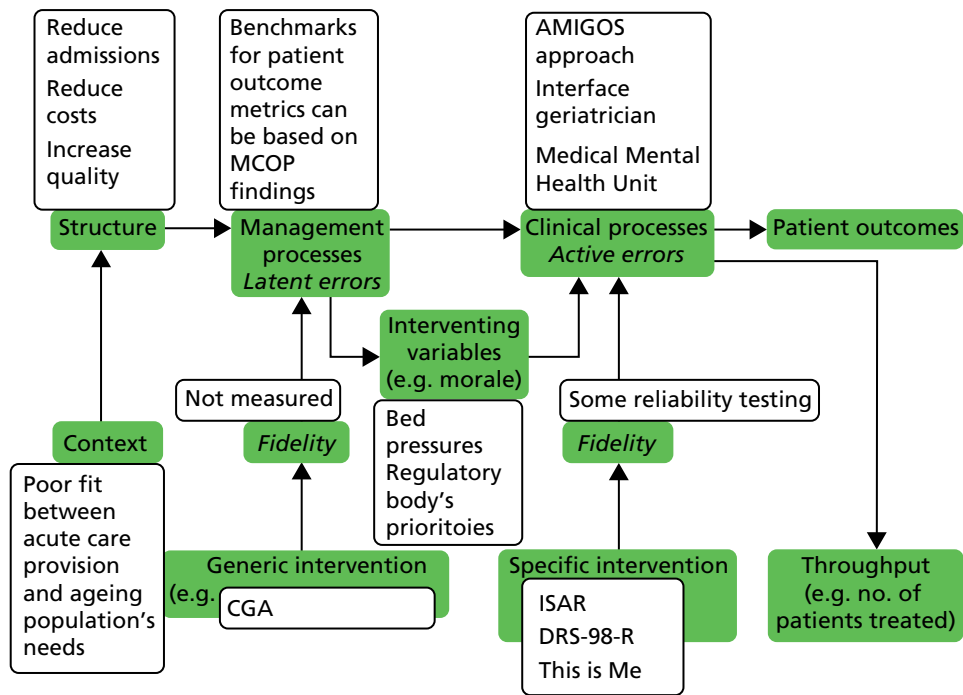 Reduce
admissions
Reduce
costs
Increase
quality
Structure
Benchmarks
for patient
outcome
metrics can
be based on
MCOP
findings
Management
processes
Latent errors
AMIGOS
approach
Interface
geriatrician
Medical Mental
Health Unit
Clinical processes
Active errors
Patient outcomes
Interventing
variables
(e.g. morale)
Bed
pressures
Regulatory
body's
prioritoies
Not measured
Fidelity
Some reliability testing
Fidelity
Context
Poor fit
between
acute care
provision
and ageing
population's
needs
Generic intervention
(e.g.
CGA
Specific intervention
ISAR
DRS-98-R
This is Me
Throughput
(e.g. no. of
patients treated)